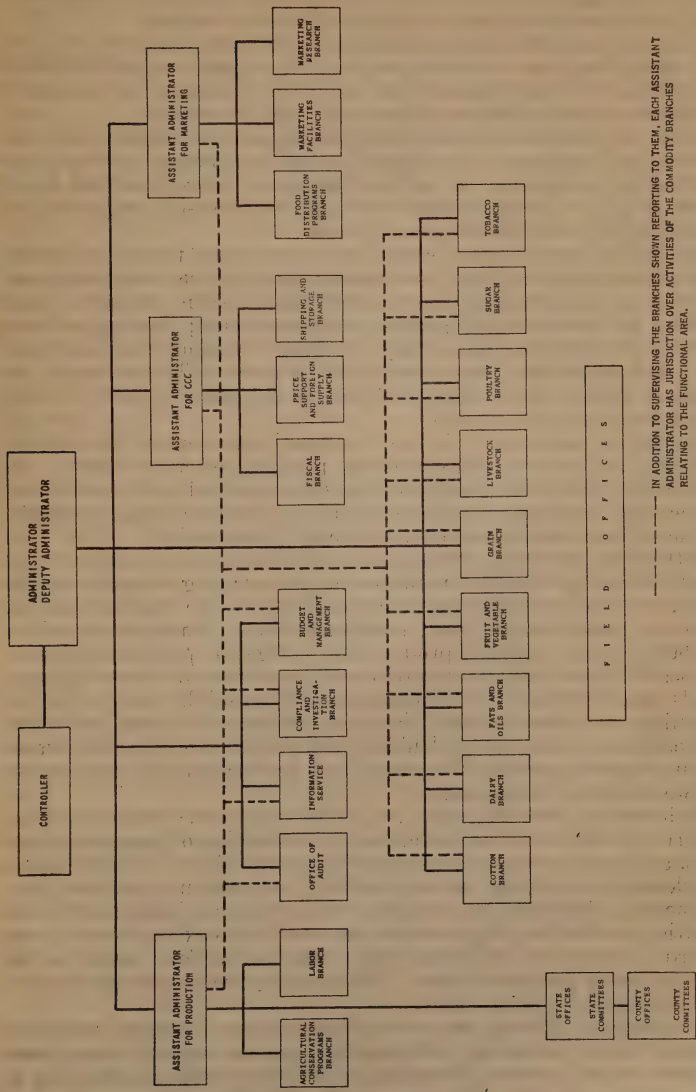 CONTROLLER
ADMINISTRATOR
DEPUTY ADMINISTRATOR
ASSISTANT ADMINISTRATOR
FOR PRODUCTION
ASSISTANT ADMINISTRATOR
FOR CCC
ASSISTANT ADMINISTRATOR
FOR MARKETING
AGRICULTURAL
CONSERVATION
PROGRAMS
BRANCH
LABOR
BRANCH
OFFICE OF
AUDIT
INFORMATION
SERVICE
COMPLIANCE
AND
INVESTIGA-
TION
BRANCH
BUDGET
AND
MANAGEMENT
BRANCH
FISCAL
BRANCH
PRICE
SUPPORT
AND FOREIGN
SUPPLY
BRANCH
SHIPPING AND
STORAGE
BRANCH
FOOD
DISTRIBUTION
PROGRAMS
BRANCH
MARKETING
FACILITIES
BRANCH
MARKETING
RESEARCH
BRANCH
COTTON
BRANCH
DAIRY
BRANCH
FATS AND
OILS BRANCH
FRUIT AND
VEGETABLE
BRANCH
GRAIN
BRANCH
LIVESTOCK
BRANCH
POULTRY
BRANCH
SUGAR
BRANCH
TOBACCO
BRANCH
STATE
OFFICES
STATE
COMMITTEES
COUNTY
OFFICES
COUNTY
COMMITTEES
FIELD OFFICES
IN ADDITION TO SUPERVISING THE BRANCHES SHOWN REPORTING TO THEM, EACH ASSISTANT
ADMINISTRATOR HAS JURISDICTION OVER ACTIVITIES OF THE COMMODITY BRANCHES
RELATING TO THE FUNCTIONAL AREA.